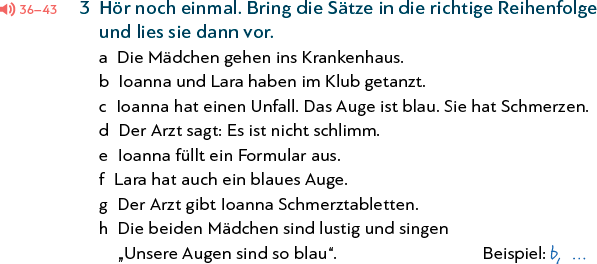 36–43 3 Hör noch einmal. Bring die Sätze in die richtige Reihenfolge
und lies sie dann vor.
a Die Mädchen gehen ins Krankenhaus.
b Ioanna und Lara haben im Klub getanzt.
c Ioanna hat einen Unfall. Das Auge ist blau. Sie hat Schmerzen.
d Der Arzt sagt: Es ist nicht schlimm.
e Ioanna füllt ein Formular aus.
f Lara hat auch ein blaues Auge.
g Der Arzt gibt Ioanna Schmerztabletten.
h Die beiden Mädchen sind lustig und singen
„Unsere Augen sind so blau“. Beispiel: b, ...